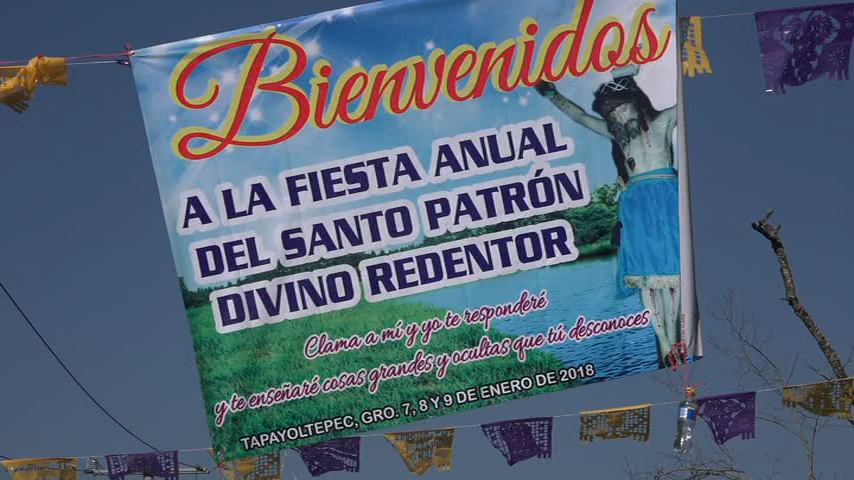 Bienvenidos
A LA FIESTA ANUAL
DEL SANTO PATRÓN
DIVINO REDENTOR
Clama a mí y yo te responderé
y te enseñaré cosas grandes y ocultas que tú desconoces
TAPAYOLTEPEC, GRO. 7, 8 Y 9 DE ENERO DE 2018